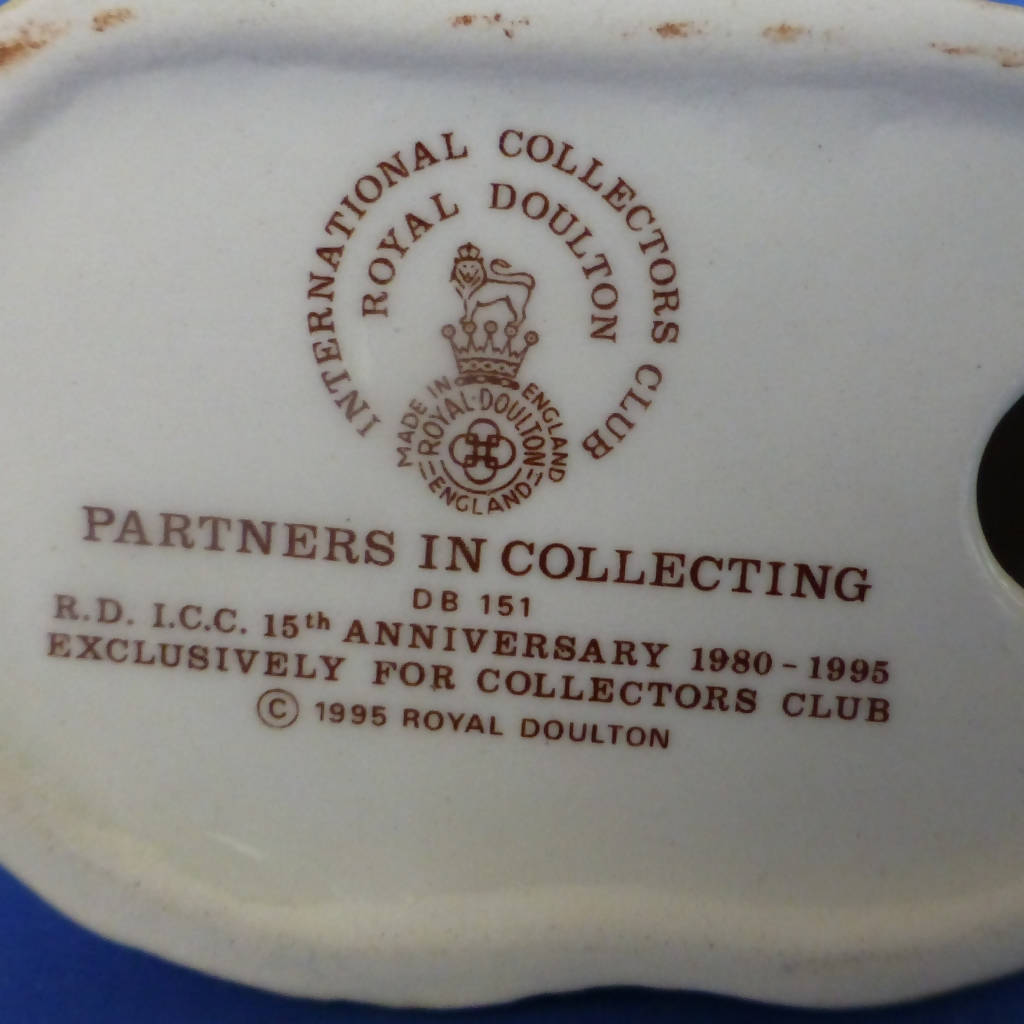 INTERNATIONAL COLLECTORS CLUB
ROYAL DOULTON
MADE IN ENGLAND
ROYAL·DOULTON
ENGLAND
PARTNERS IN COLLECTING
DB 151
R.D. I.C.C. 15th ANNIVERSARY 1980 - 1995
EXCLUSIVELY FOR COLLECTORS CLUB
© 1995 ROYAL DOULTON